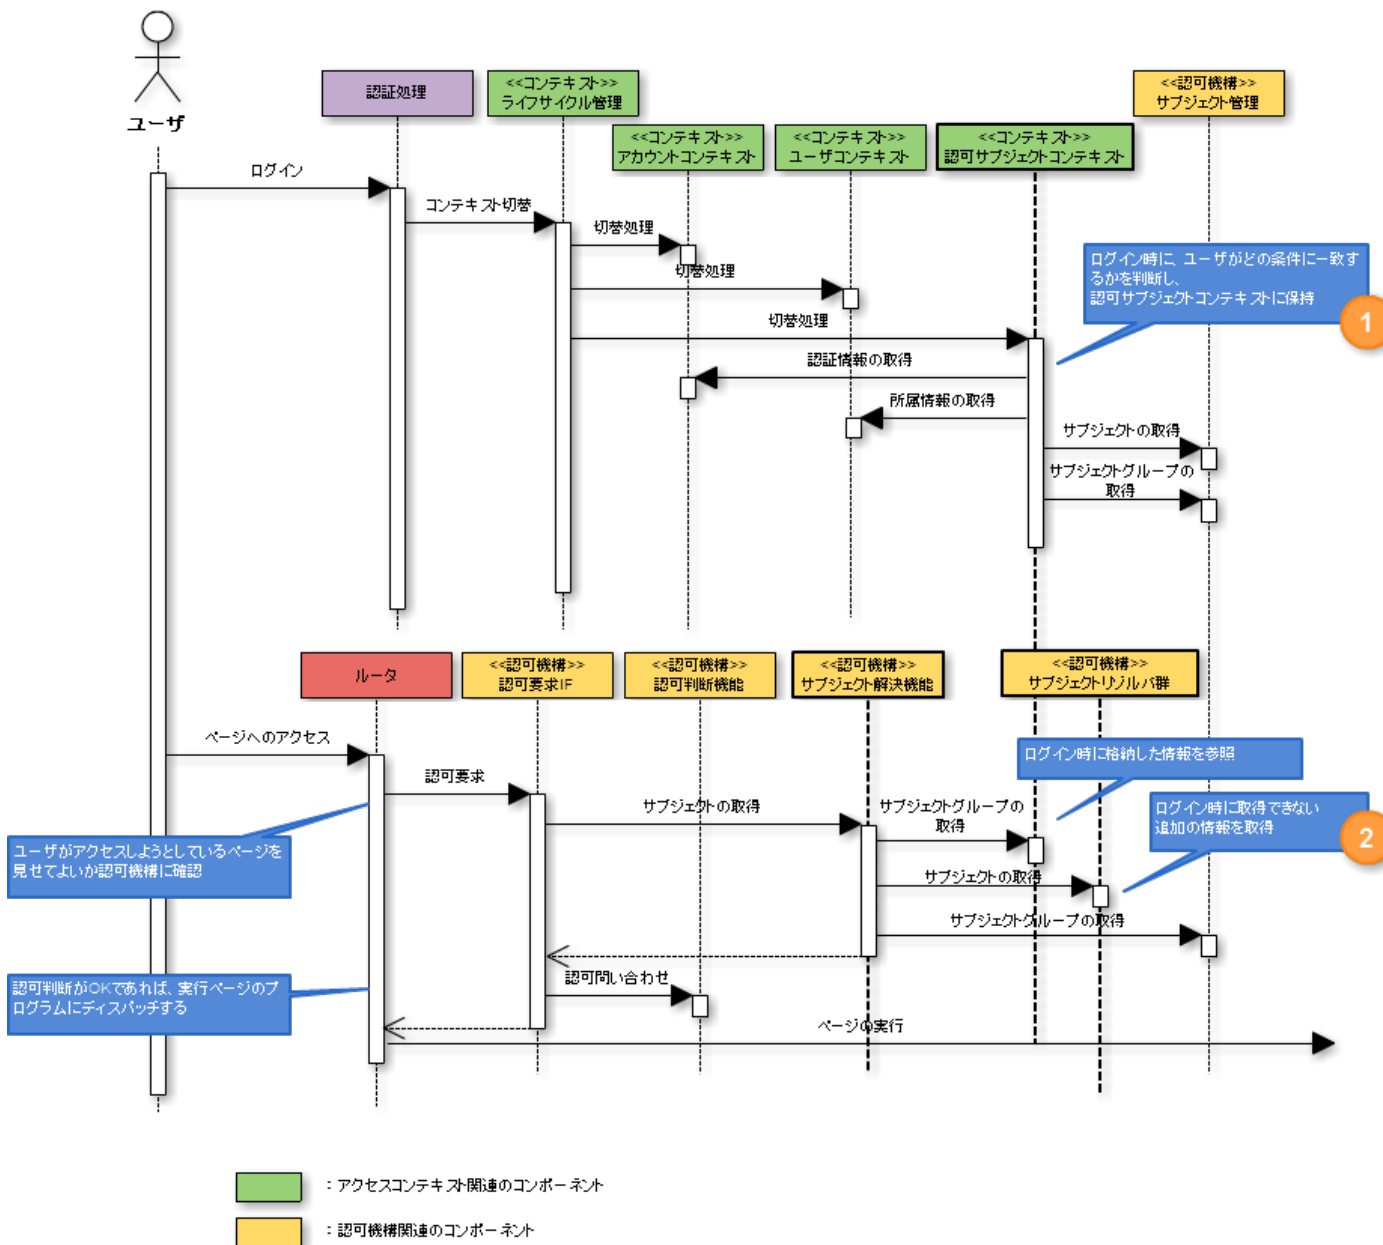 ユーザ
認証処理
<<コンテキスト>>
ライフサイクル管理
<<認可機構>>
サブジェクト管理
<<コンテキスト>>
アカウントコンテキスト
<<コンテキスト>>
ユーザコンテキスト
<<コンテキスト>>
認可サブジェクトコンテキスト
ログイン
コンテキスト切替
切替処理
切替処理
切替処理
ログイン時に、ユーザがどの条件に一致す
るかを判断し、
認可サブジェクトコンテキストに保持
1
認証情報の取得
所属情報の取得
サブジェクトの取得
サブジェクトグループの
取得
ルータ
<<認可機構>>
認可要求IF
<<認可機構>>
認可判断機能
<<認可機構>>
サブジェクト解決機能
<<認可機構>>
サブジェクトリゾルバ群
ページへのアクセス
認可要求
サブジェクトの取得
サブジェクトグループの
取得
ログイン時に格納した情報を参照
ログイン時に取得できない
追加の情報を取得
2
ユーザがアクセスしようとしているページを
見せてよいか認可機構に確認
サブジェクトの取得
サブジェクトグループの取得
認可問い合わせ
認可判断がOKであれば、実行ページのプ
ログラムにディスパッチする
ページの実行
：アクセスコンテキスト関連のコンポーネント
：認可機構関連のコンポーネント